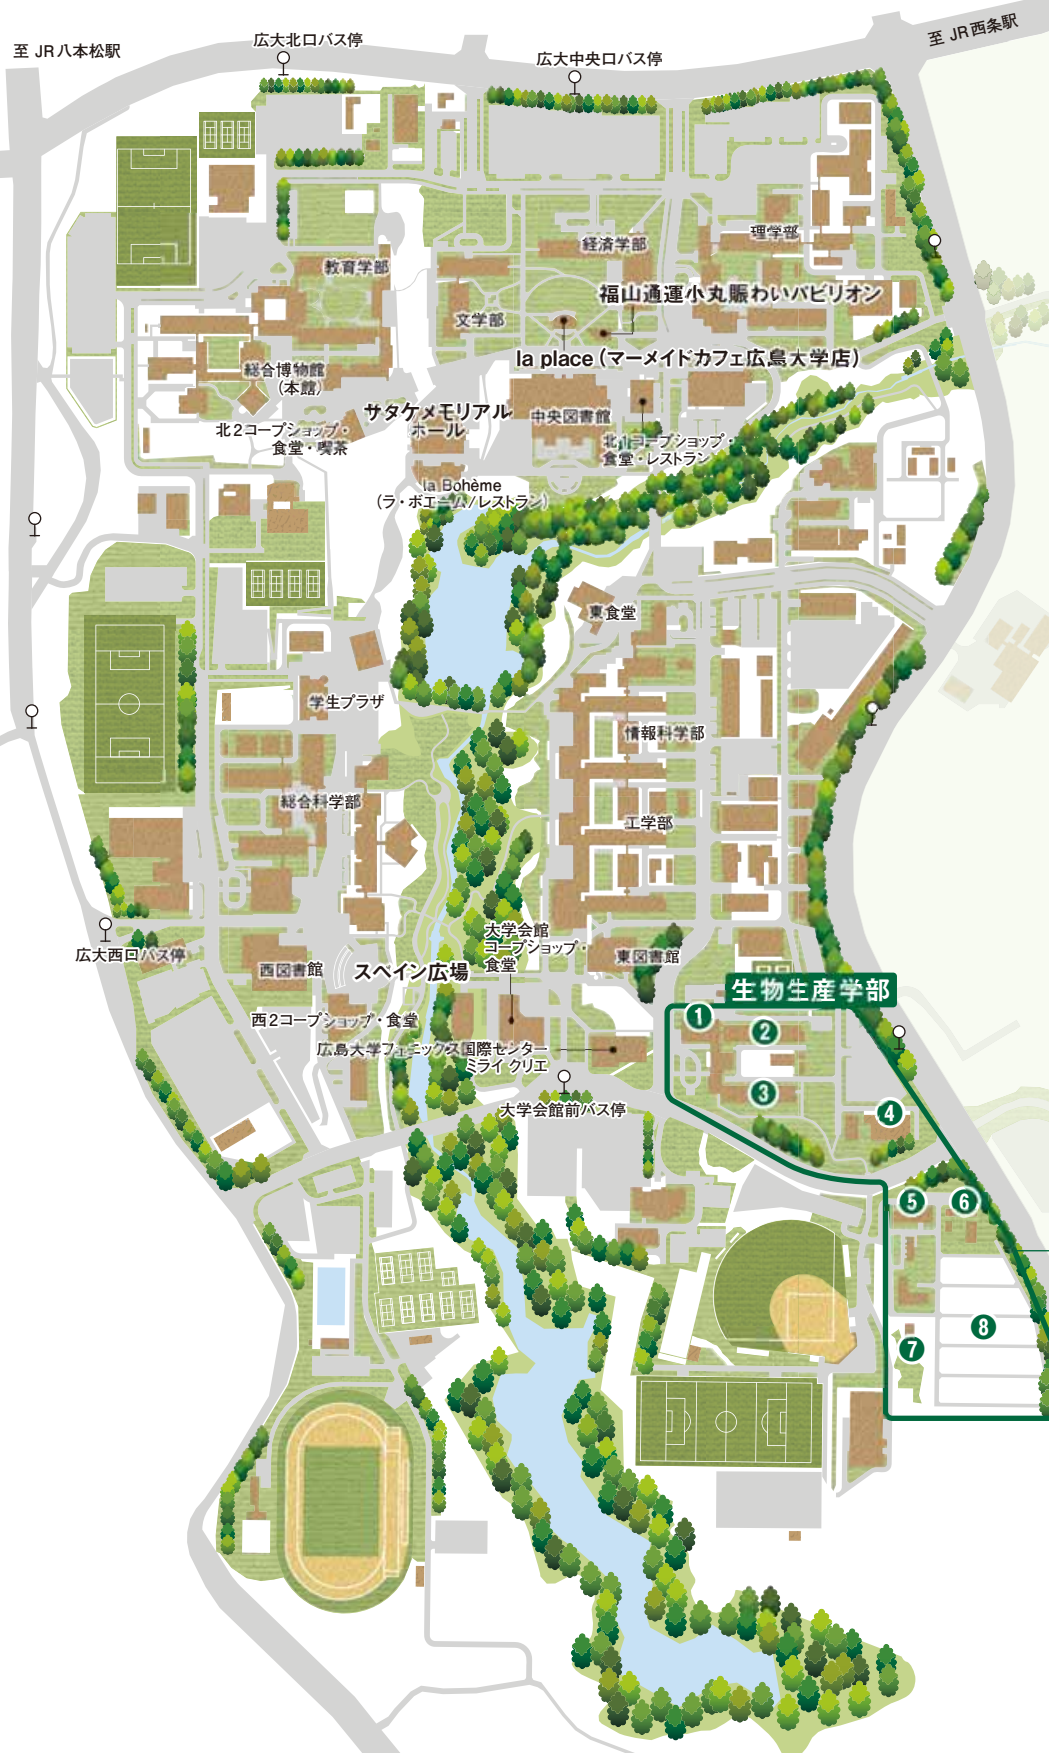 至 JR八本松駅
広大北口バス停
広大中央口バス停
至 JR西条駅
教育学部
経済学部
理学部
文学部
福山通運小丸賑わいパビリオン
la place(マーメイドカフェ広島大学店)
総合博物館
(本館)
サタケメモリアル
ホール
中央図書館
北2コープショップ・
食堂・喫茶
北1コープショップ・
食堂・レストラン
la Bohème
(ラ・ボエーム/レストラン)
東食堂
学生プラザ
情報科学部
総合科学部
工学部
大学会館
コープショップ・
食堂
広大西口バス停
西図書館
スペイン広場
東図書館
生物生産学部
西2コープショップ・食堂
広島大学フェニックス国際センター
ミライ クリエ
大学会館前バス停
1
2
3
4
5
6
7
8